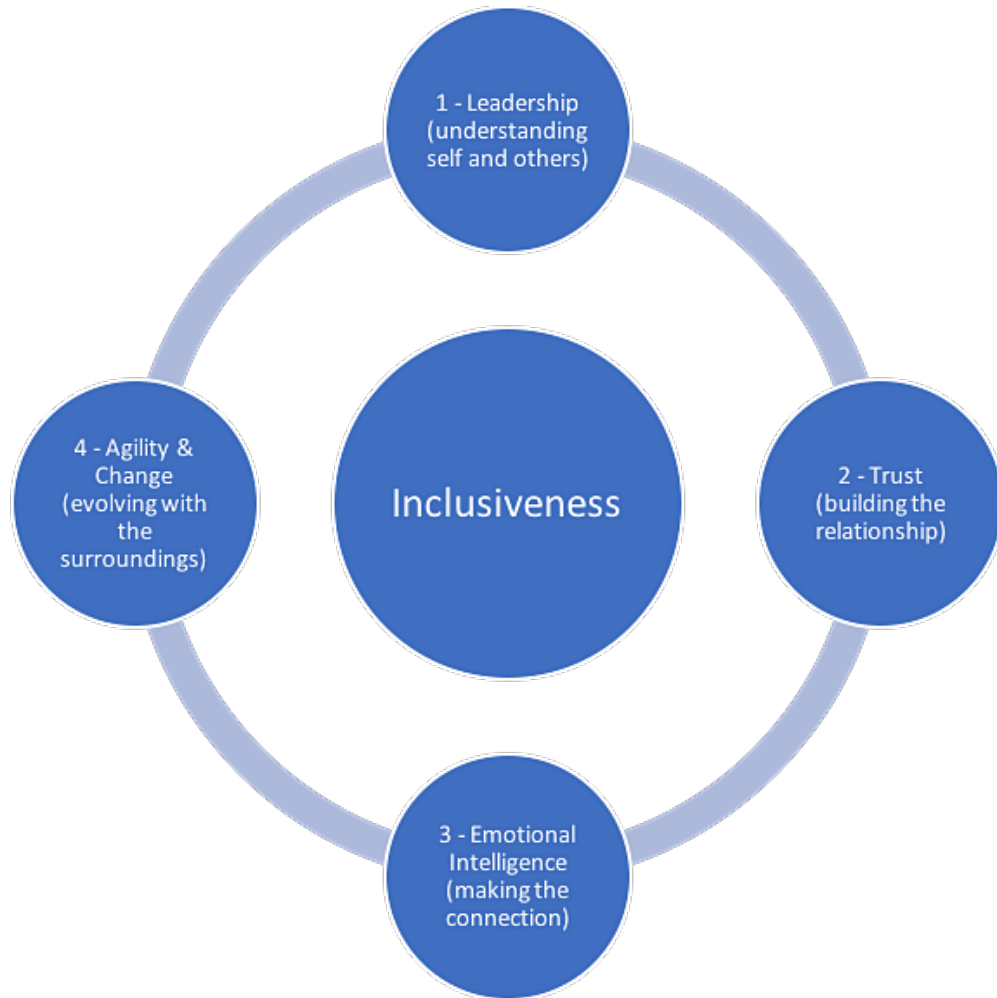 1 - Leadership
(understanding
self and others)
4 - Agility &
Change
(evolving with
the
surroundings)
Inclusiveness
2 - Trust
(building the
relationship)
3 - Emotional
Intelligence
(making the
connection)